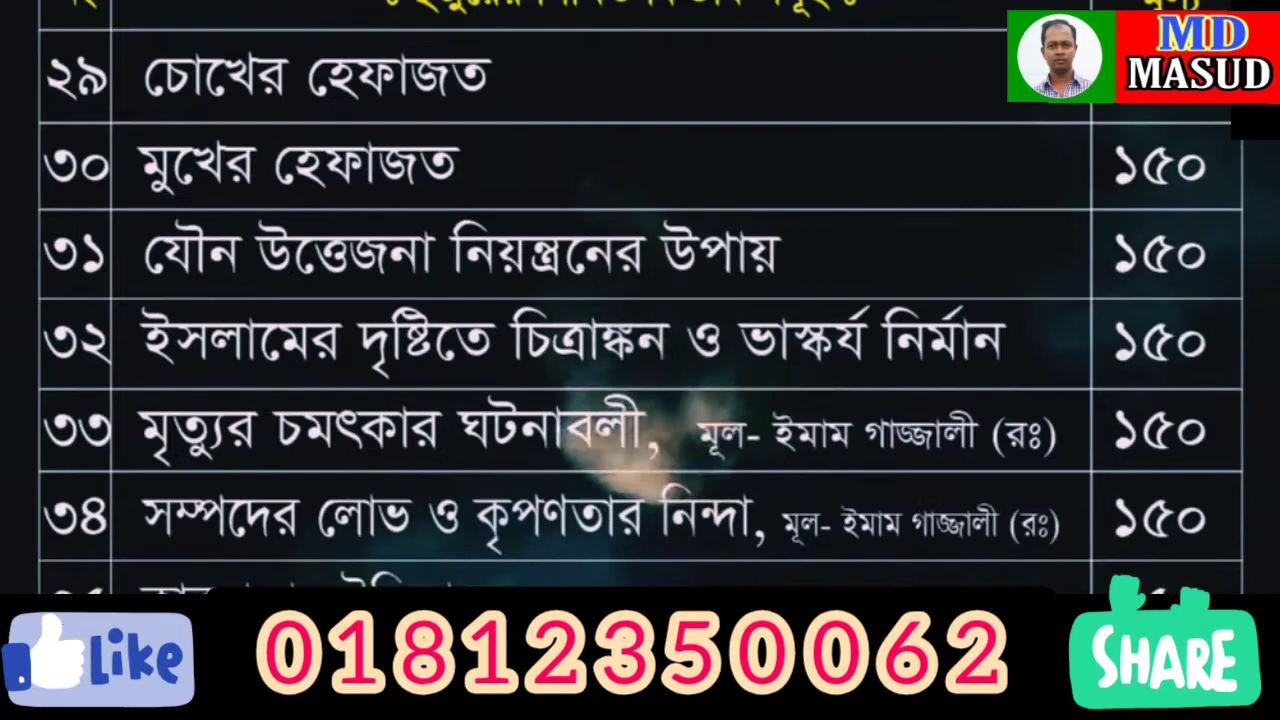 MD
MASUD
২৯ চোখের হেফাজত
৩০ মুখের হেফাজত ১৫০
৩১ যৌন উত্তেজনা নিয়ন্ত্রনের উপায় ১৫০
৩২ ইসলামের দৃষ্টিতে চিত্রাঙ্কন ও ভাস্কর্য নির্মান ১৫০
৩৩ মৃত্যুর চমৎকার ঘটনাবলী, মূল- ইমাম গাজ্জালী (রঃ) ১৫০
৩৪ সম্পদের লোভ ও কৃপণতার নিন্দা, মূল- ইমাম গাজ্জালী (রঃ) ১৫০
Like 01812350062 SHARE